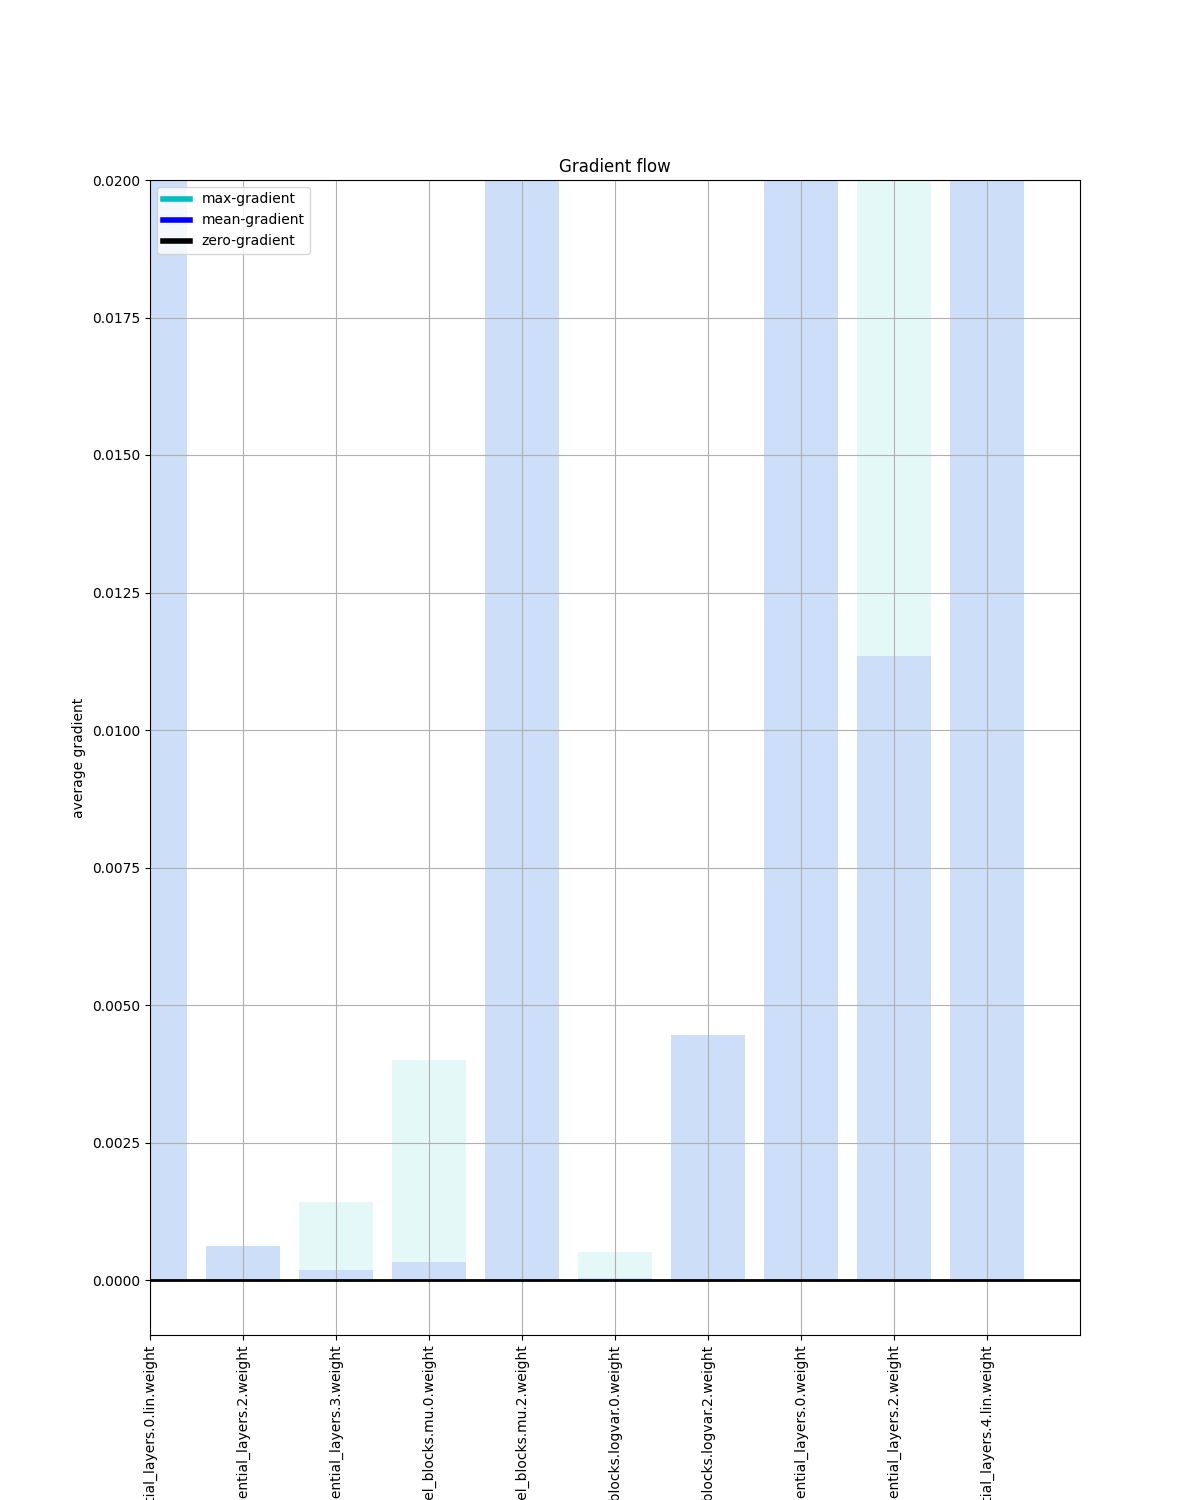 Gradient flow
max-gradient
mean-gradient
zero-gradient
0.0200
0.0175
0.0150
0.0125
0.0100
0.0075
0.0050
0.0025
0.0000
average gradient
tial_layers.0.lin.weight
ential_layers.2.weight
ential_layers.3.weight
el_blocks.mu.0.weight
el_blocks.mu.2.weight
blocks.logvar.0.weight
blocks.logvar.2.weight
ential_layers.0.weight
ential_layers.2.weight
tial_layers.4.lin.weight